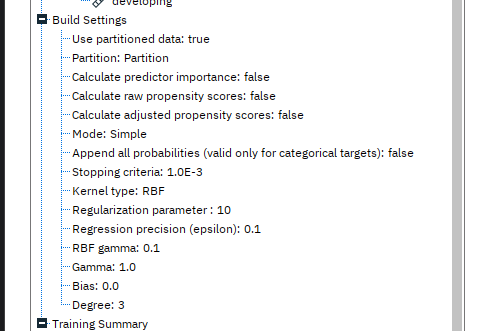 developing
Build Settings
Use partitioned data: true
Partition: Partition
Calculate predictor importance: false
Calculate raw propensity scores: false
Calculate adjusted propensity scores: false
Mode: Simple
Append all probabilities (valid only for categorical targets): false
Stopping criteria: 1.0E-3
Kernel type: RBF
Regularization parameter : 10
Regression precision (epsilon): 0.1
RBF gamma: 0.1
Gamma: 1.0
Bias: 0.0
Degree: 3
Training Summary